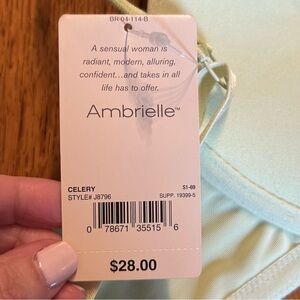 BR-04-114-B
A sensual woman is
radiant, modern, alluring,
confident...and takes in all
life has to offer.
Ambrielle™
CELERY
$1-69
STYLE# J8796
SUPP. 19399-5
0 78671 35515 6
$28.00